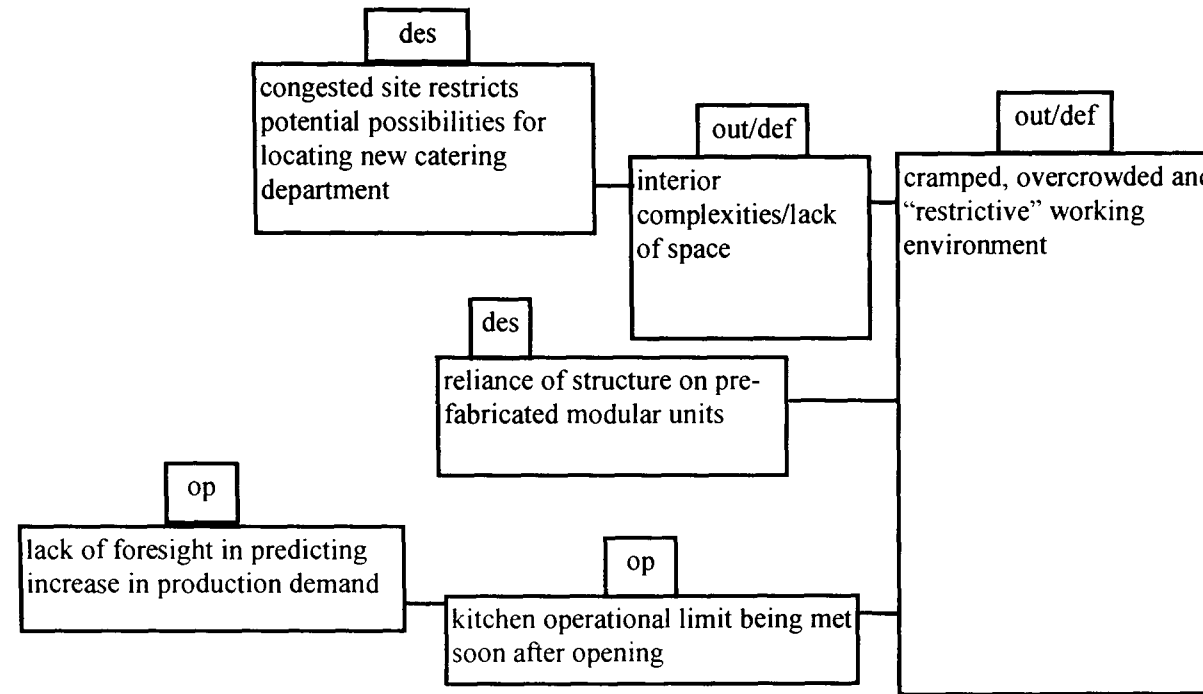 des
congested site restricts
potential possibilities for
locating new catering
department
out/def
interior
complexities/lack
of space
out/def
cramped, overcrowded and
“restrictive” working
environment
des
reliance of structure on pre-
fabricated modular units
op
lack of foresight in predicting
increase in production demand
op
kitchen operational limit being met
soon after opening